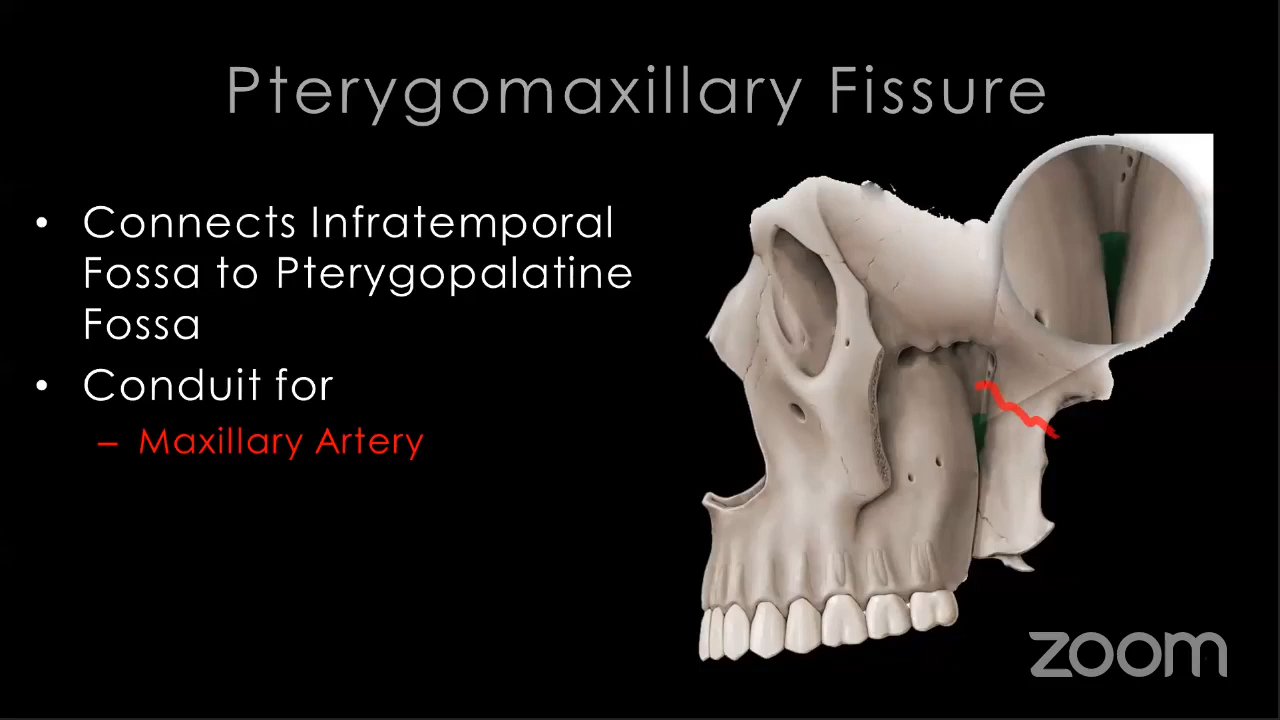 Pterygomaxillary Fissure
• Connects Infratemporal
Fossa to Pterygopalatine
Fossa
• Conduit for
– Maxillary Artery
zoom